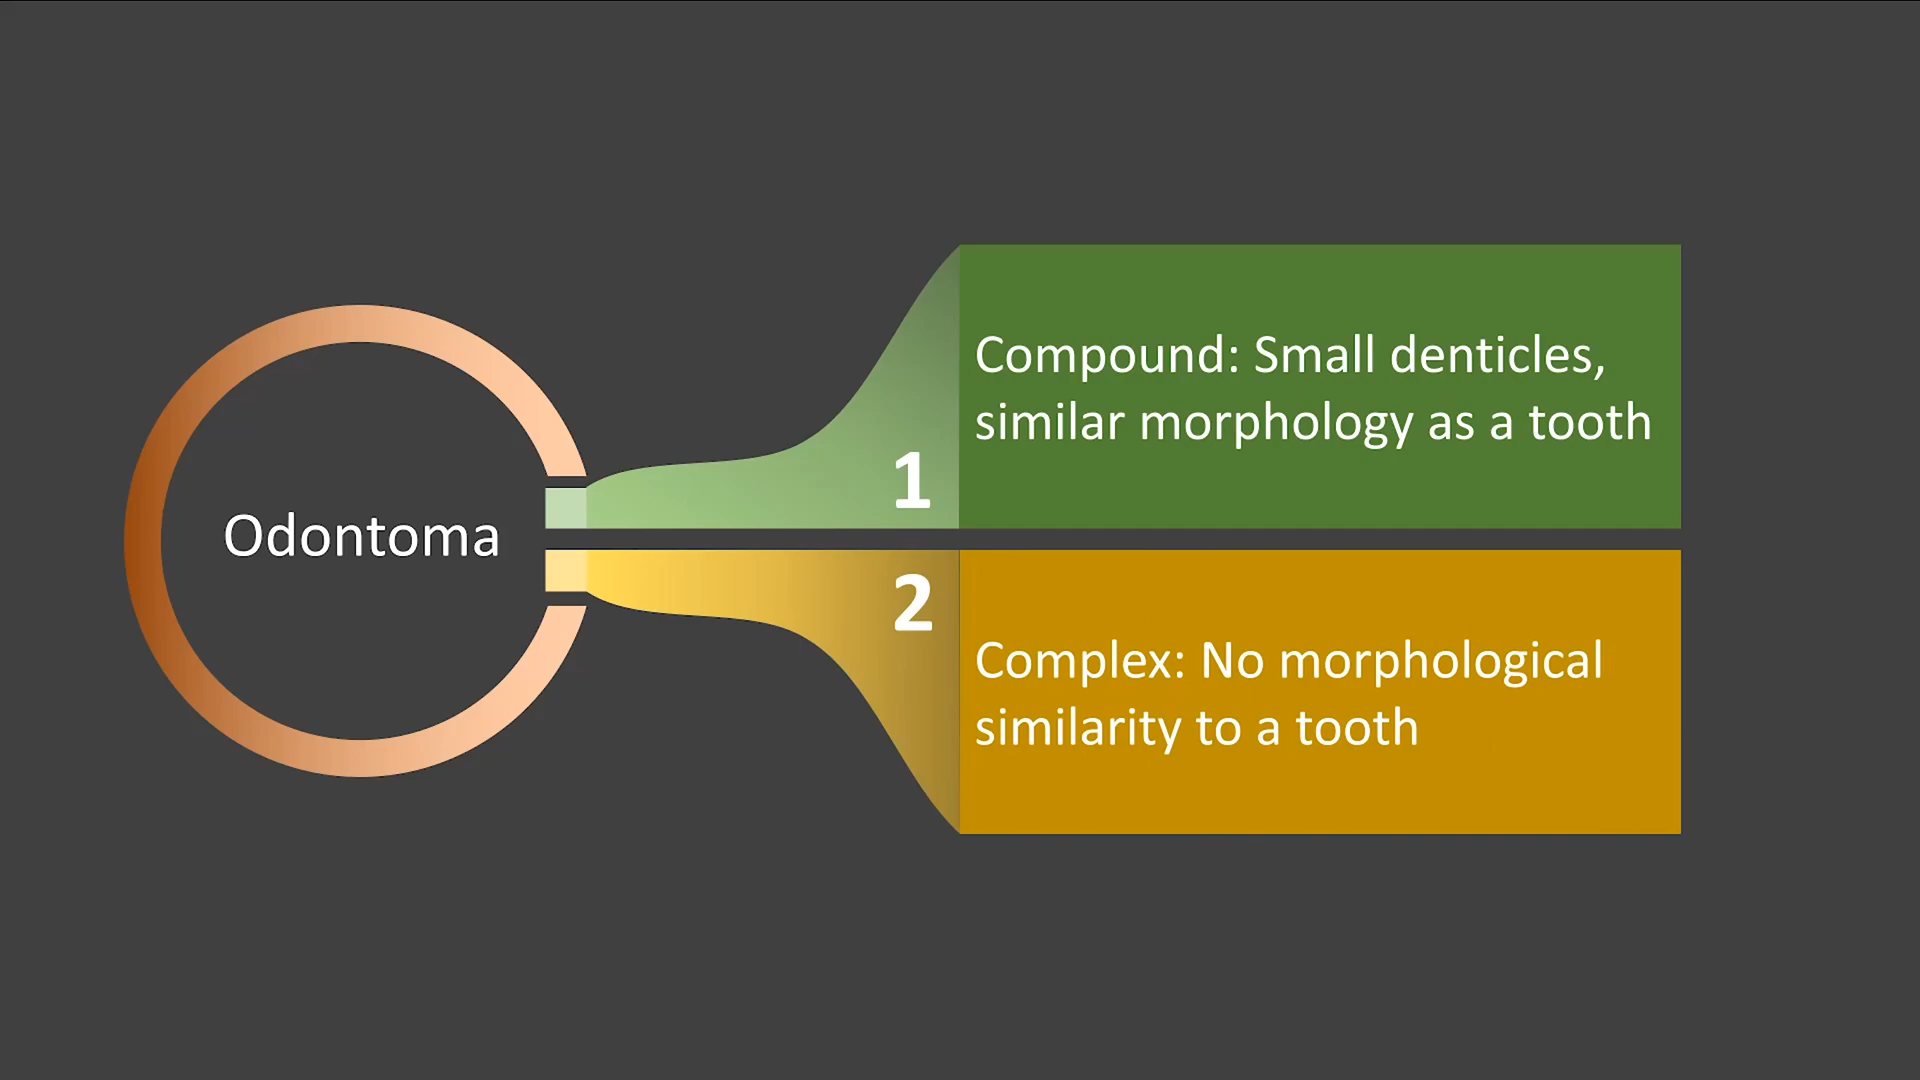 Odontoma
1
Compound: Small denticles,
similar morphology as a tooth
2
Complex: No morphological
similarity to a tooth